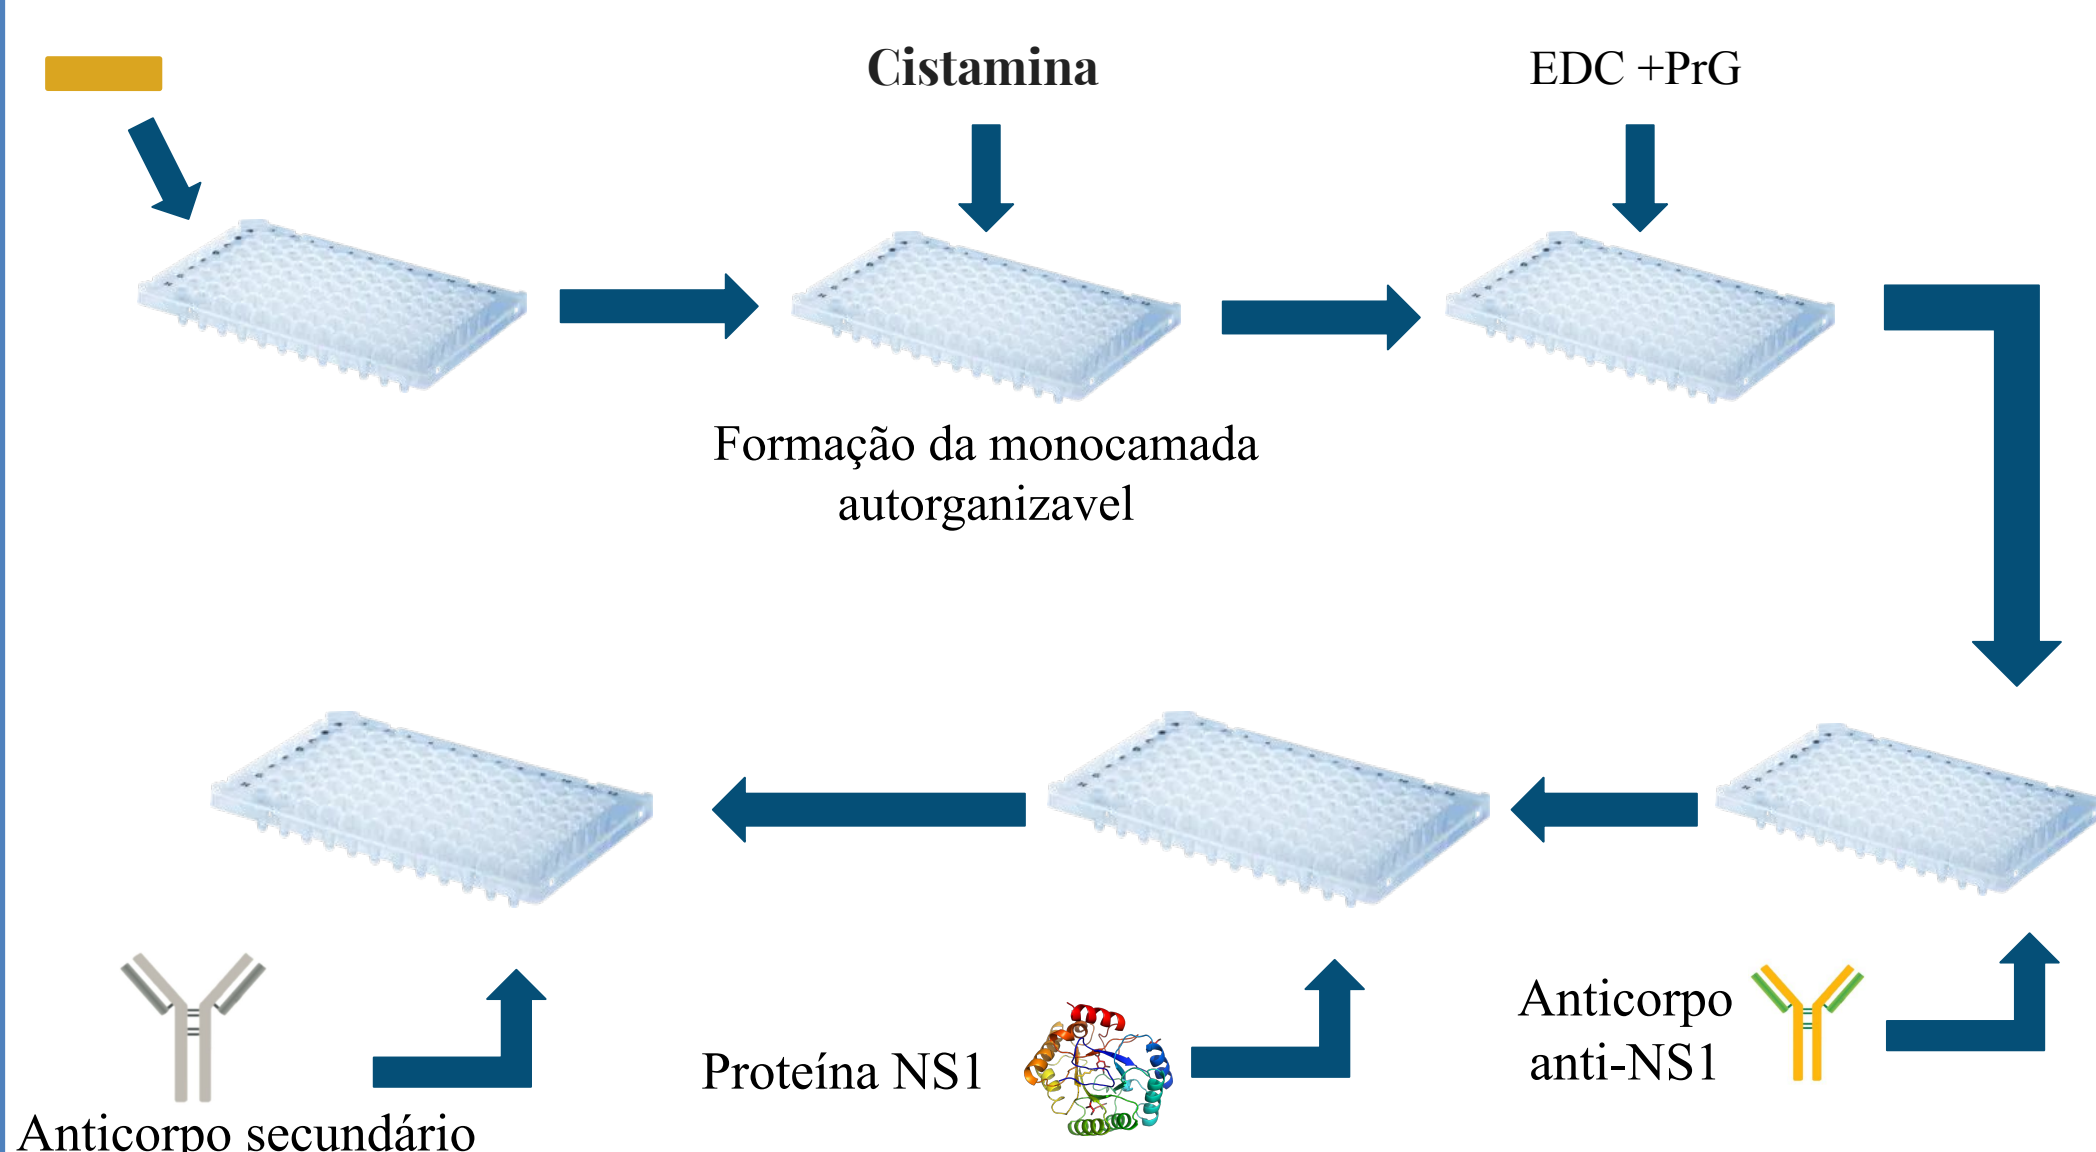 Cistamina
EDC +PrG
Formação da monocamada
autorganizavel
Anticorpo
anti-NS1
Proteína NS1
Anticorpo secundário